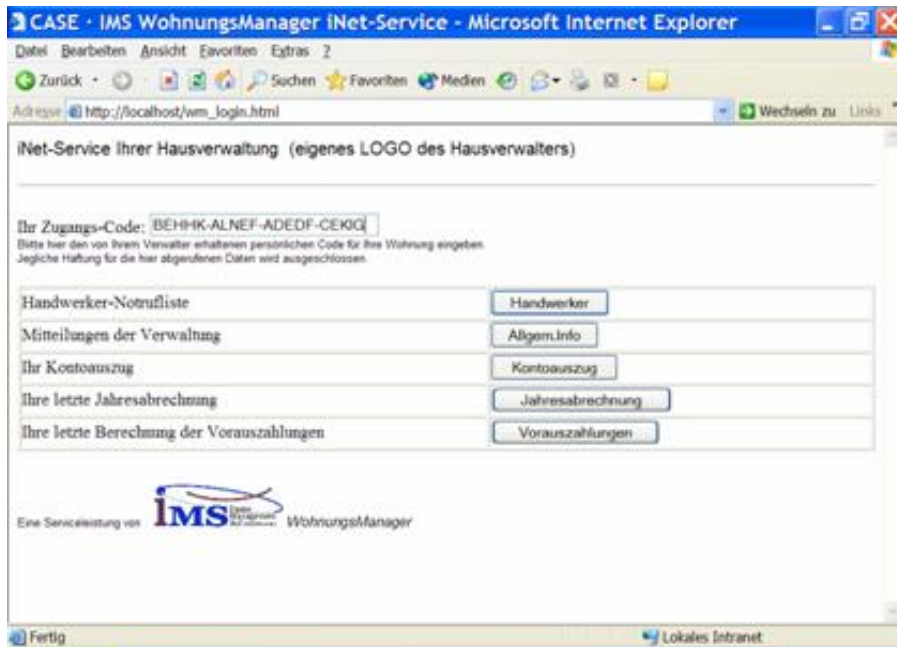 CASE · IMS WohnungsManager iNet-Service - Microsoft Internet Explorer
Datei Bearbeiten Ansicht Favoriten Extras ?
Zurück Suchen Favoriten Medien
Adresse http://localhost/wm_login.html Wechseln zu Links
iNet-Service Ihrer Hausverwaltung (eigenes LOGO des Hausverwalters)
Ihr Zugangs-Code: BEHHK-ALNEF-ADEDF-CEKIG
Bitte hier den von Ihrem Verwalter erhaltenen persönlichen Code für Ihre Wohnung eingeben.
Jegliche Haftung für die hier abgerufenen Daten wird ausgeschlossen.
Handwerker-Notrufliste Handwerker
Mitteilungen der Verwaltung Allgem.Info
Ihr Kontoauszug Kontoauszug
Ihre letzte Jahresabrechnung Jahresabrechnung
Ihre letzte Berechnung der Vorauszahlungen Vorauszahlungen
Eine Serviceleistung von iMS WohnungsManager
Fertig Lokales Intranet